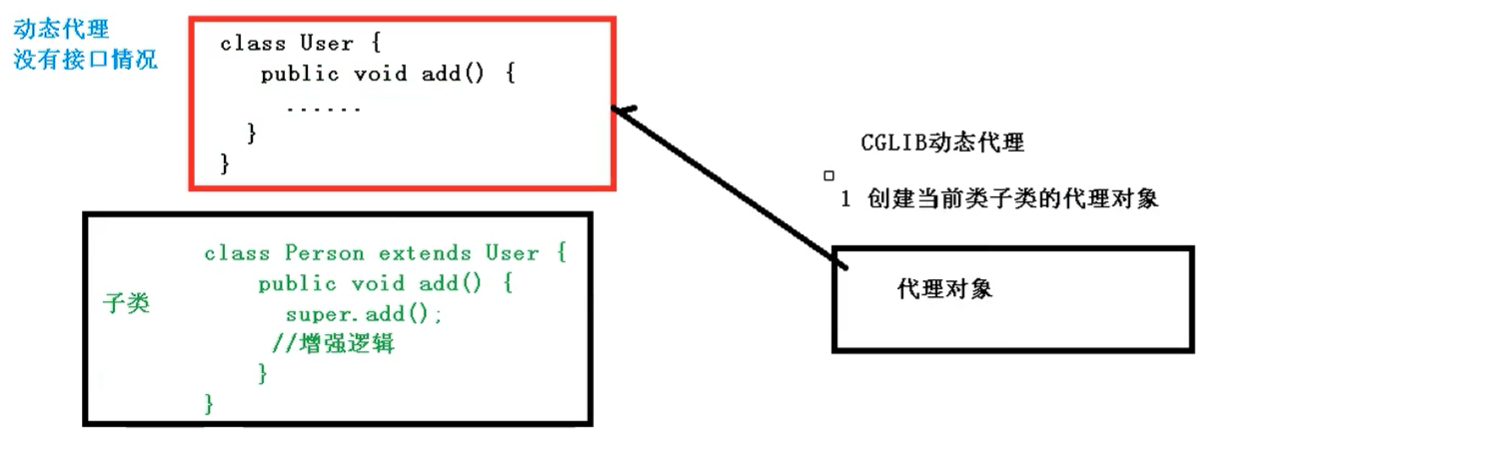 动态代理
没有接口情况
class User {
public void add() {
......
}
}
子类
class Person extends User {
public void add() {
super.add();
//增强逻辑
}
}
CGLIB动态代理
1 创建当前类子类的代理对象
代理对象